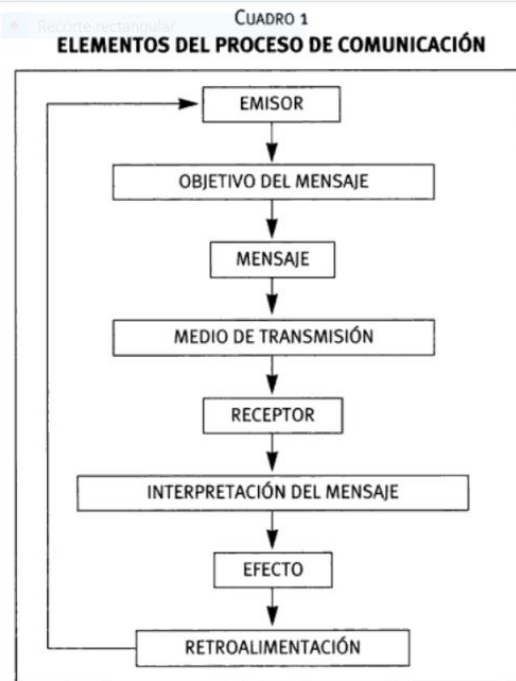 CUADRO 1
Recorte rectangular
ELEMENTOS DEL PROCESO DE COMUNICACIÓN
EMISOR
OBJETIVO DEL MENSAJE
MENSAJE
MEDIO DE TRANSMISIÓN
RECEPTOR
INTERPRETACIÓN DEL MENSAJE
EFECTO
RETROALIMENTACIÓN